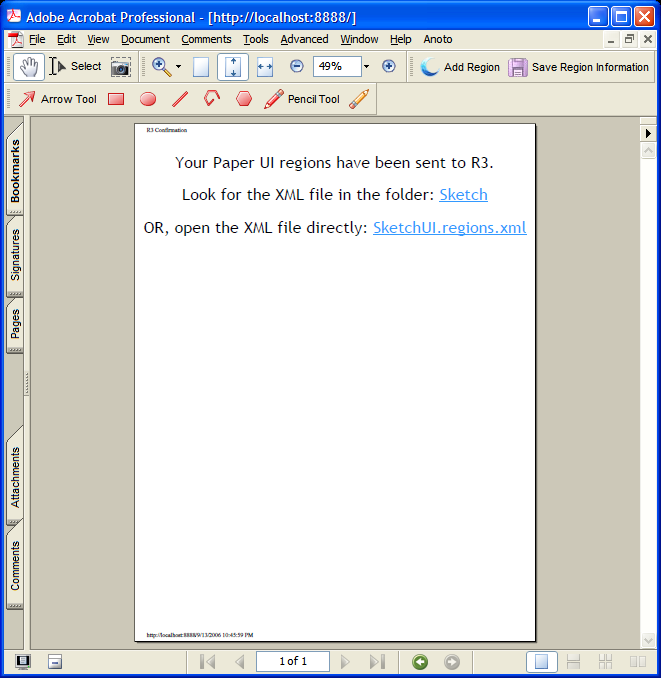 Adobe Acrobat Professional - [http://localhost:8888/]
File Edit View Document Comments Tools Advanced Window Help Anoto
Select 49% Add Region Save Region Information
Arrow Tool Pencil Tool
Bookmarks
Signatures
Pages
Attachments
Comments
R3 Confirmation
Your Paper UI regions have been sent to R3.
Look for the XML file in the folder: Sketch
OR, open the XML file directly: SketchUI.regions.xml
http://localhost:8888/9/13/2006 10:45:59 PM
1 of 1